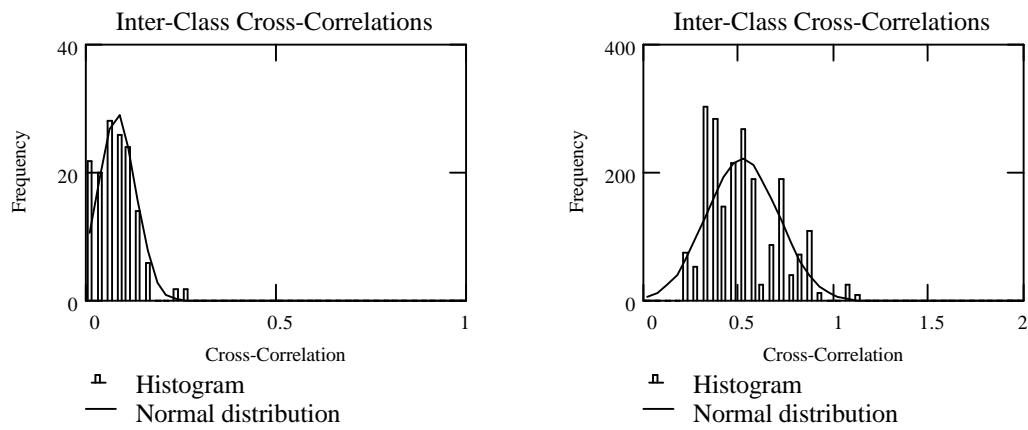 Inter-Class Cross-Correlations
40
20
0
Frequency
0
0.5
1
Cross-Correlation
Histogram
Normal distribution
Inter-Class Cross-Correlations
400
200
0
Frequency
0
0.5
1
1.5
2
Cross-Correlation
Histogram
Normal distribution